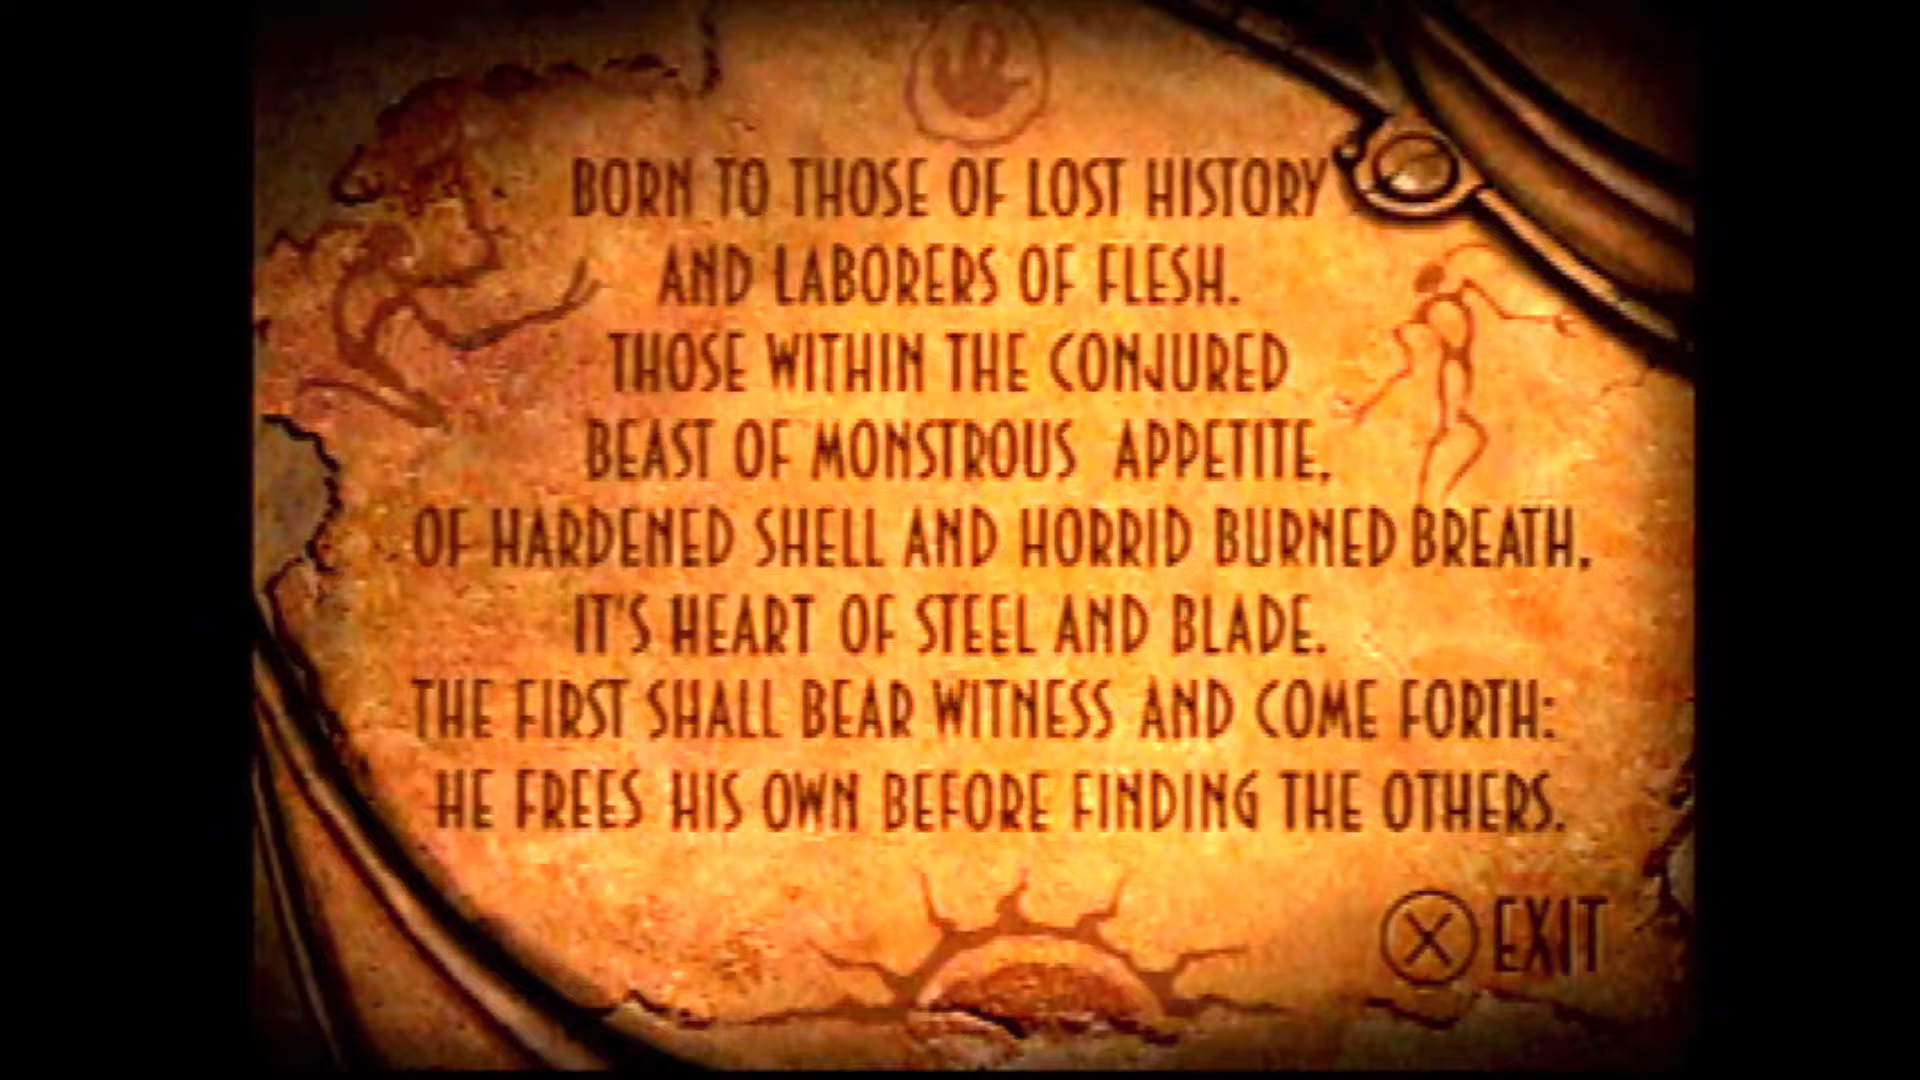 BORN TO THOSE OF LOST HISTORY
AND LABORERS OF FLESH.
THOSE WITHIN THE CONJURED
BEAST OF MONSTROUS APPETITE,
OF HARDENED SHELL AND HORRID BURNED BREATH,
IT'S HEART OF STEEL AND BLADE.
THE FIRST SHALL BEAR WITNESS AND COME FORTH:
HE FREES HIS OWN BEFORE FINDING THE OTHERS.
X EXIT